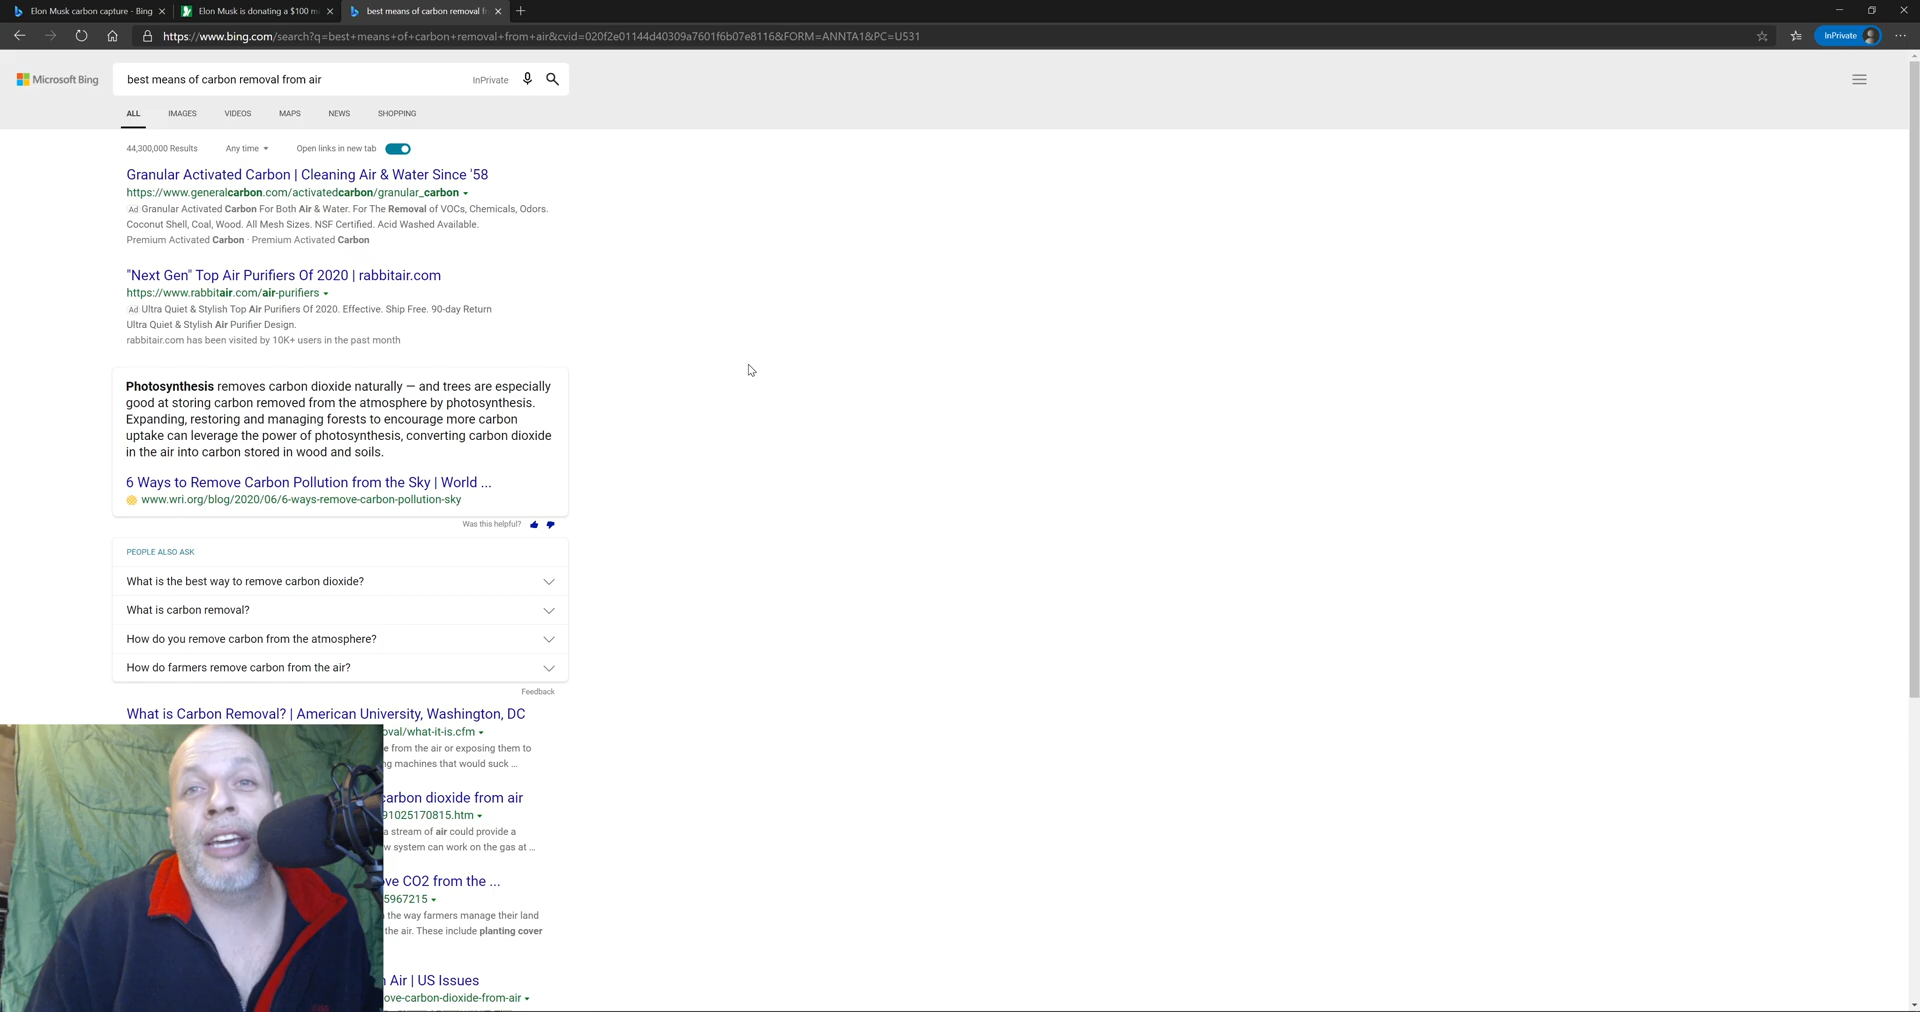 Elon Musk carbon capture - Bing
Elon Musk is donating a $100 m
best means of carbon removal f
https://www.bing.com/search?q=best+means+of+carbon+removal+from+air&cvid=020f2e01144d40309a7601f6b07e8116&FORM=ANNTA1&PC=U531
InPrivate
Microsoft Bing
best means of carbon removal from air
InPrivate
ALL IMAGES VIDEOS MAPS NEWS SHOPPING
44,300,000 Results Any time Open links in new tab
Granular Activated Carbon | Cleaning Air & Water Since '58
https://www.generalcarbon.com/activatedcarbon/granular_carbon
Ad Granular Activated Carbon For Both Air & Water. For The Removal of VOCs, Chemicals, Odors.
Coconut Shell, Coal, Wood. All Mesh Sizes. NSF Certified. Acid Washed Available.
Premium Activated Carbon · Premium Activated Carbon
"Next Gen" Top Air Purifiers Of 2020 | rabbitair.com
https://www.rabbitair.com/air-purifiers
Ad Ultra Quiet & Stylish Top Air Purifiers Of 2020. Effective. Ship Free. 90-day Return
Ultra Quiet & Stylish Air Purifier Design.
rabbitair.com has been visited by 10K+ users in the past month
Photosynthesis removes carbon dioxide naturally — and trees are especially
good at storing carbon removed from the atmosphere by photosynthesis.
Expanding, restoring and managing forests to encourage more carbon
uptake can leverage the power of photosynthesis, converting carbon dioxide
in the air into carbon stored in wood and soils.
6 Ways to Remove Carbon Pollution from the Sky | World ...
www.wri.org/blog/2020/06/6-ways-remove-carbon-pollution-sky
Was this helpful?
PEOPLE ALSO ASK
What is the best way to remove carbon dioxide?
What is carbon removal?
How do you remove carbon from the atmosphere?
How do farmers remove carbon from the air?
Feedback
What is Carbon Removal? | American University, Washington, DC
oval/what-it-is.cfm
e from the air or exposing them to
ng machines that would suck ...
carbon dioxide from air
91025170815.htm
a stream of air could provide a
w system can work on the gas at ...
ve CO2 from the ...
5967215
the way farmers manage their land
the air. These include planting cover
Air | US Issues
ove-carbon-dioxide-from-air